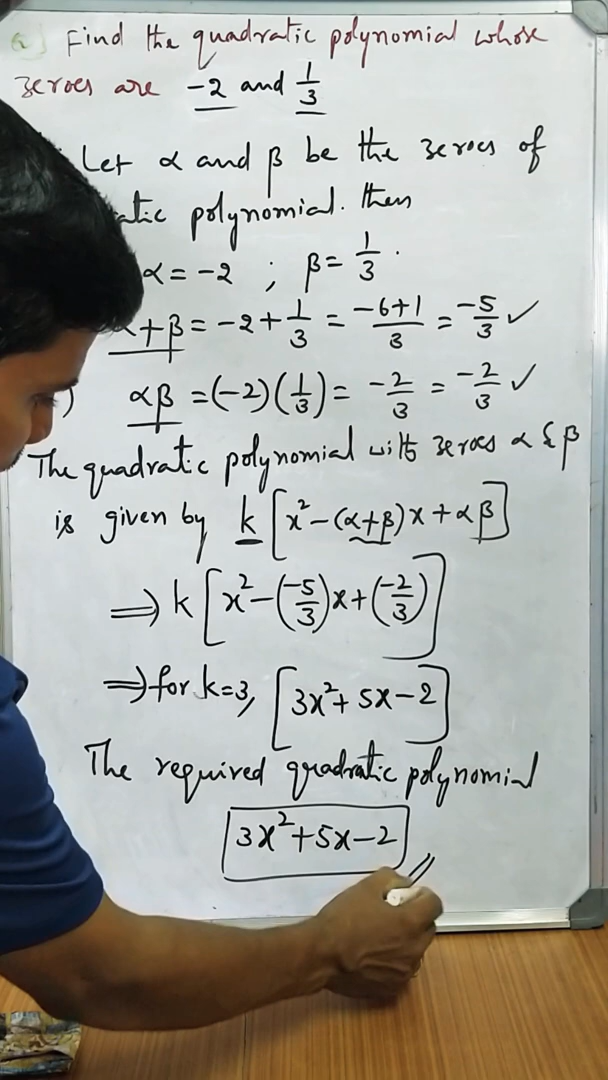 Q) Find the quadratic polynomial whose
zeroes are -2 and 1/3
Let α and β be the zeroes of
polynomial. then
α = -2 ; β = 1/3.
α+β = -2 + 1/3 = (-6+1)/3 = -5/3 ✓
) αβ = (-2)(1/3) = -2/3 = -2/3 ✓
The quadratic polynomial with zeroes α & β
is given by k [x² - (α+β)x + αβ]
⇒ k [x² - (-5/3)x + (-2/3)]
⇒ for k=3, [3x² + 5x - 2]
The required quadratic polynomial
3x² + 5x - 2